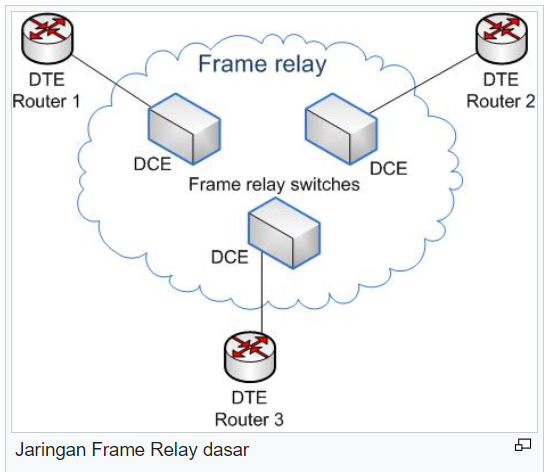 Frame relay
DTE
Router 1
DTE
Router 2
DCE
DCE
Frame relay switches
DCE
DTE
Router 3
Jaringan Frame Relay dasar